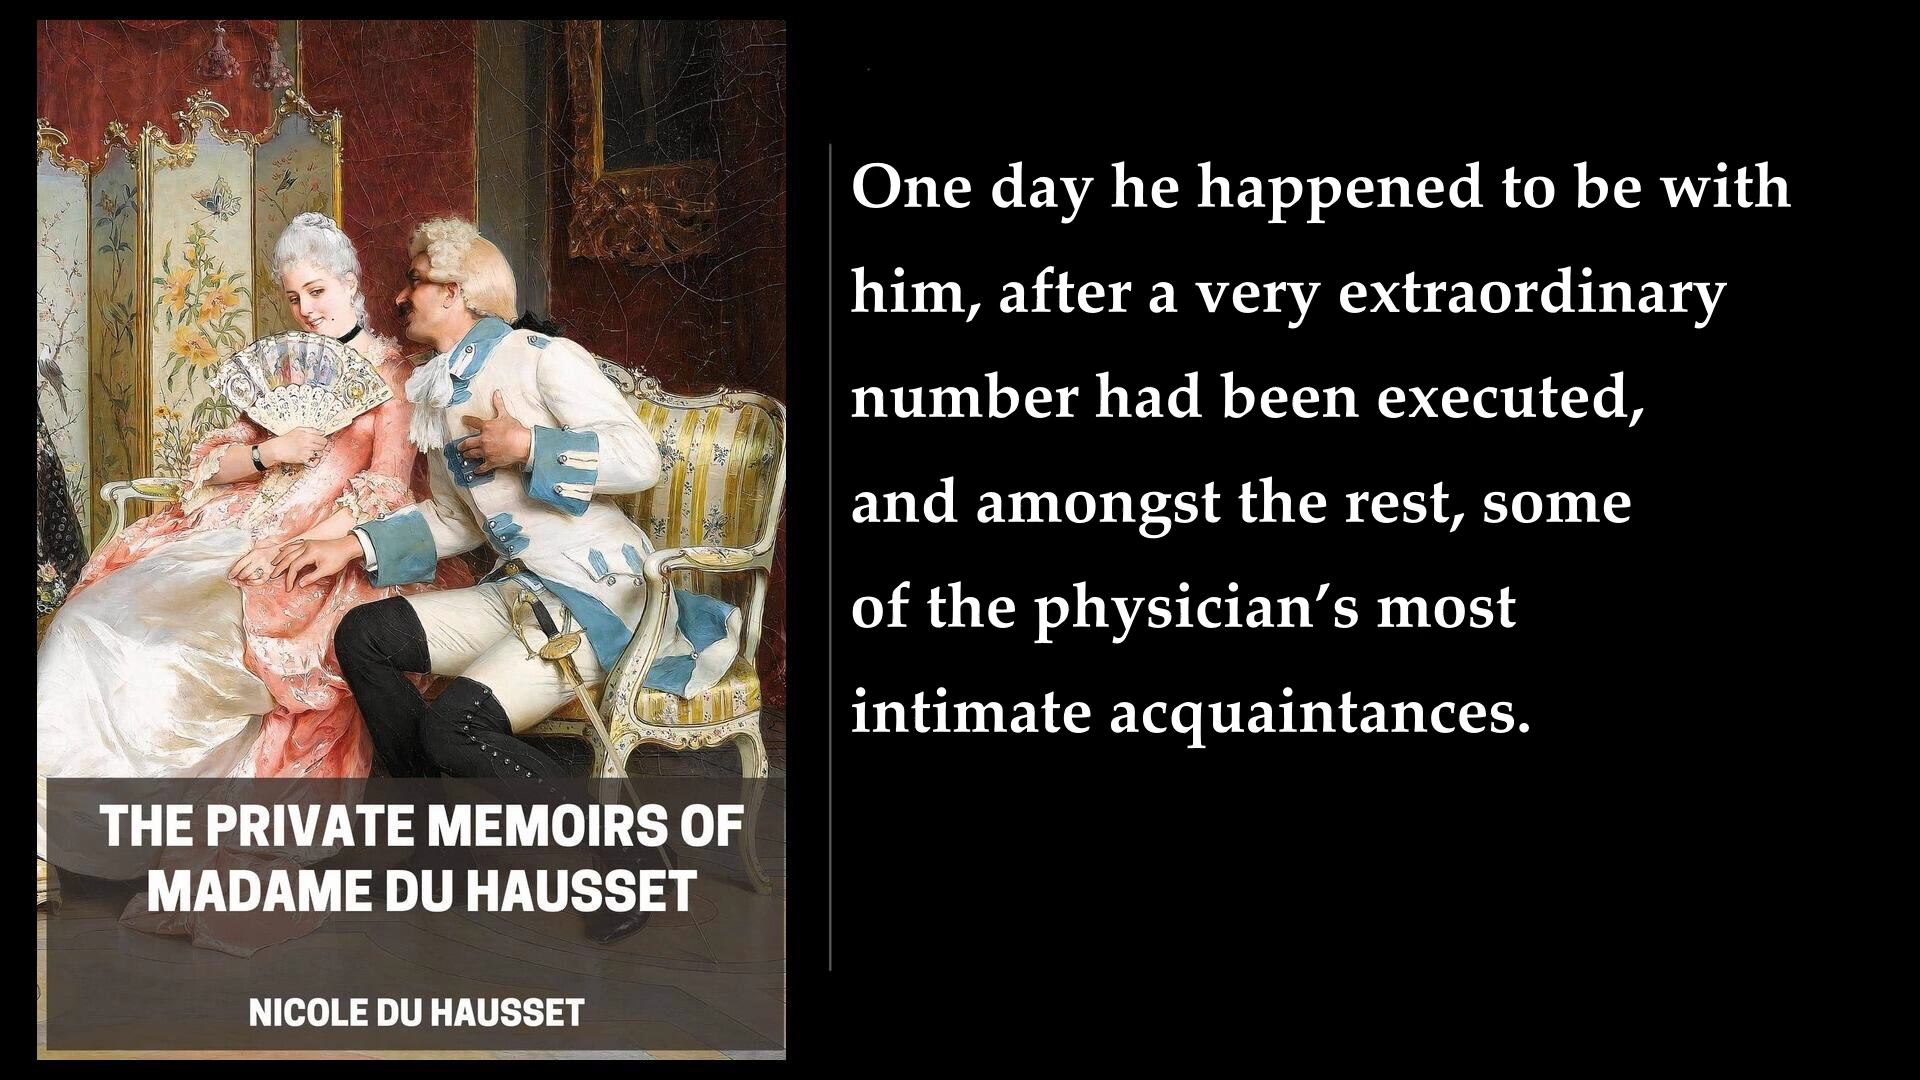 THE PRIVATE MEMOIRS OF
MADAME DU HAUSSET
NICOLE DU HAUSSET
One day he happened to be with
him, after a very extraordinary
number had been executed,
and amongst the rest, some
of the physician’s most
intimate acquaintances.